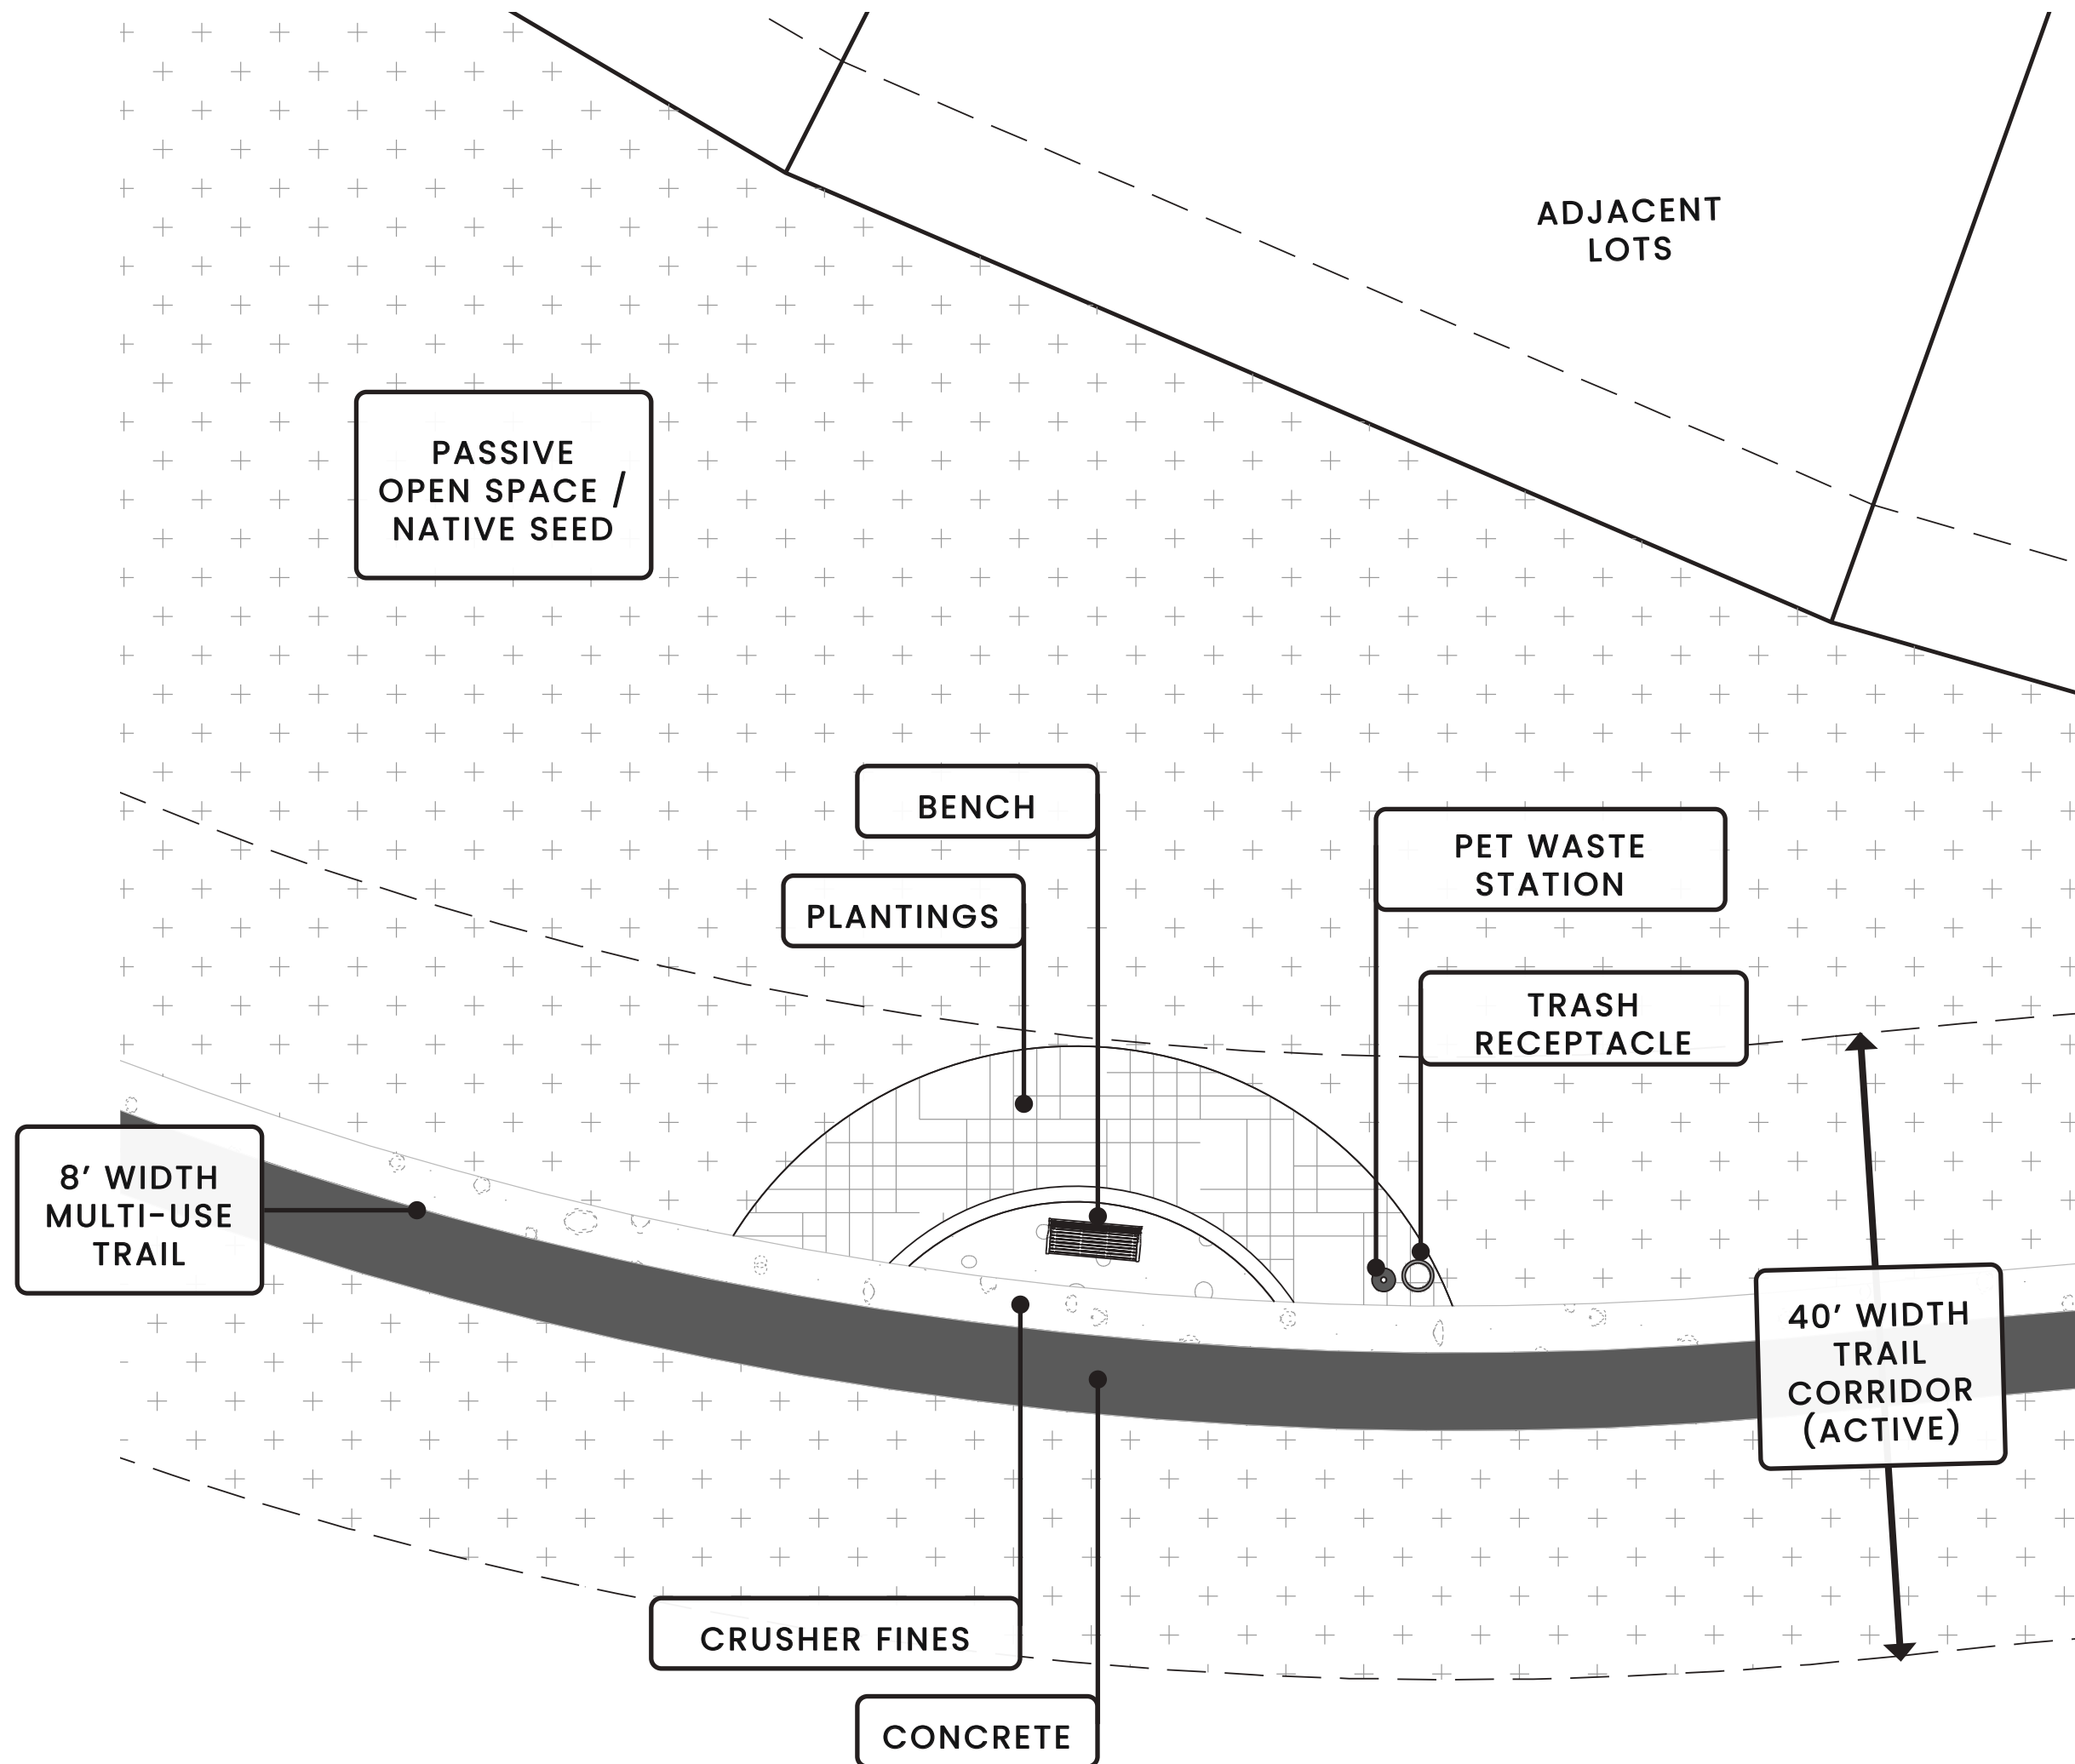 ADJACENT
LOTS
PASSIVE
OPEN SPACE /
NATIVE SEED
BENCH
PET WASTE
STATION
PLANTINGS
TRASH
RECEPTACLE
8’ WIDTH
MULTI-USE
TRAIL
40’ WIDTH
TRAIL
CORRIDOR
(ACTIVE)
CRUSHER FINES
CONCRETE